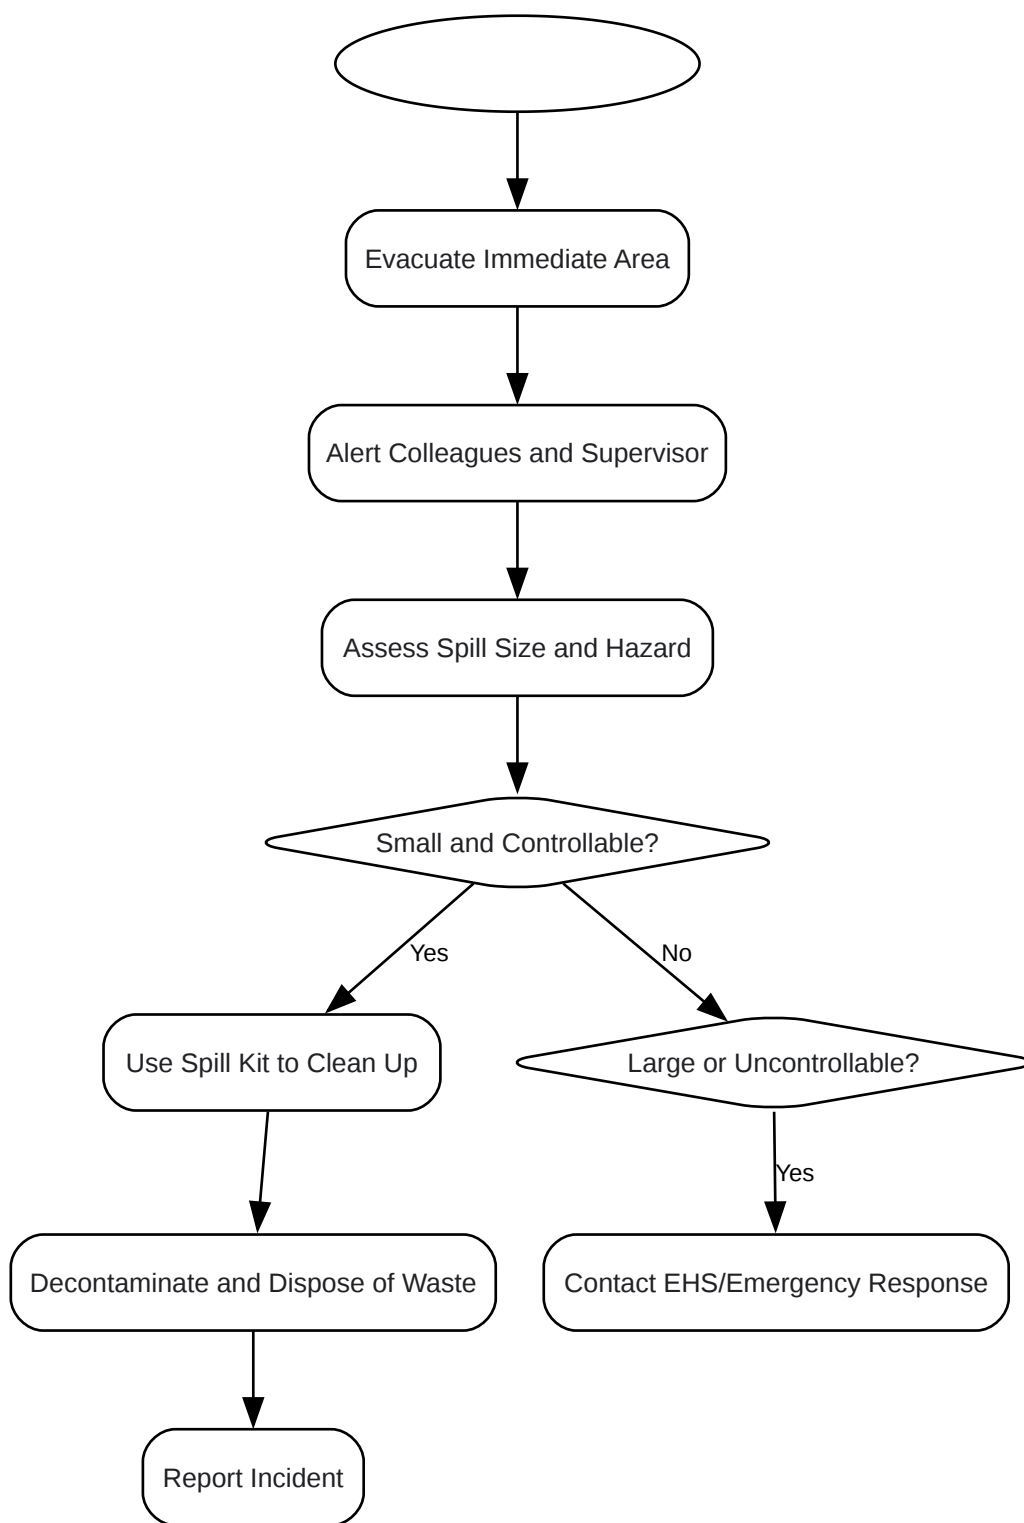 Evacuate Immediate Area
Alert Colleagues and Supervisor
Assess Spill Size and Hazard
Small and Controllable?
Yes
No
Use Spill Kit to Clean Up
Large or Uncontrollable?
Yes
Decontaminate and Dispose of Waste
Contact EHS/Emergency Response
Report Incident